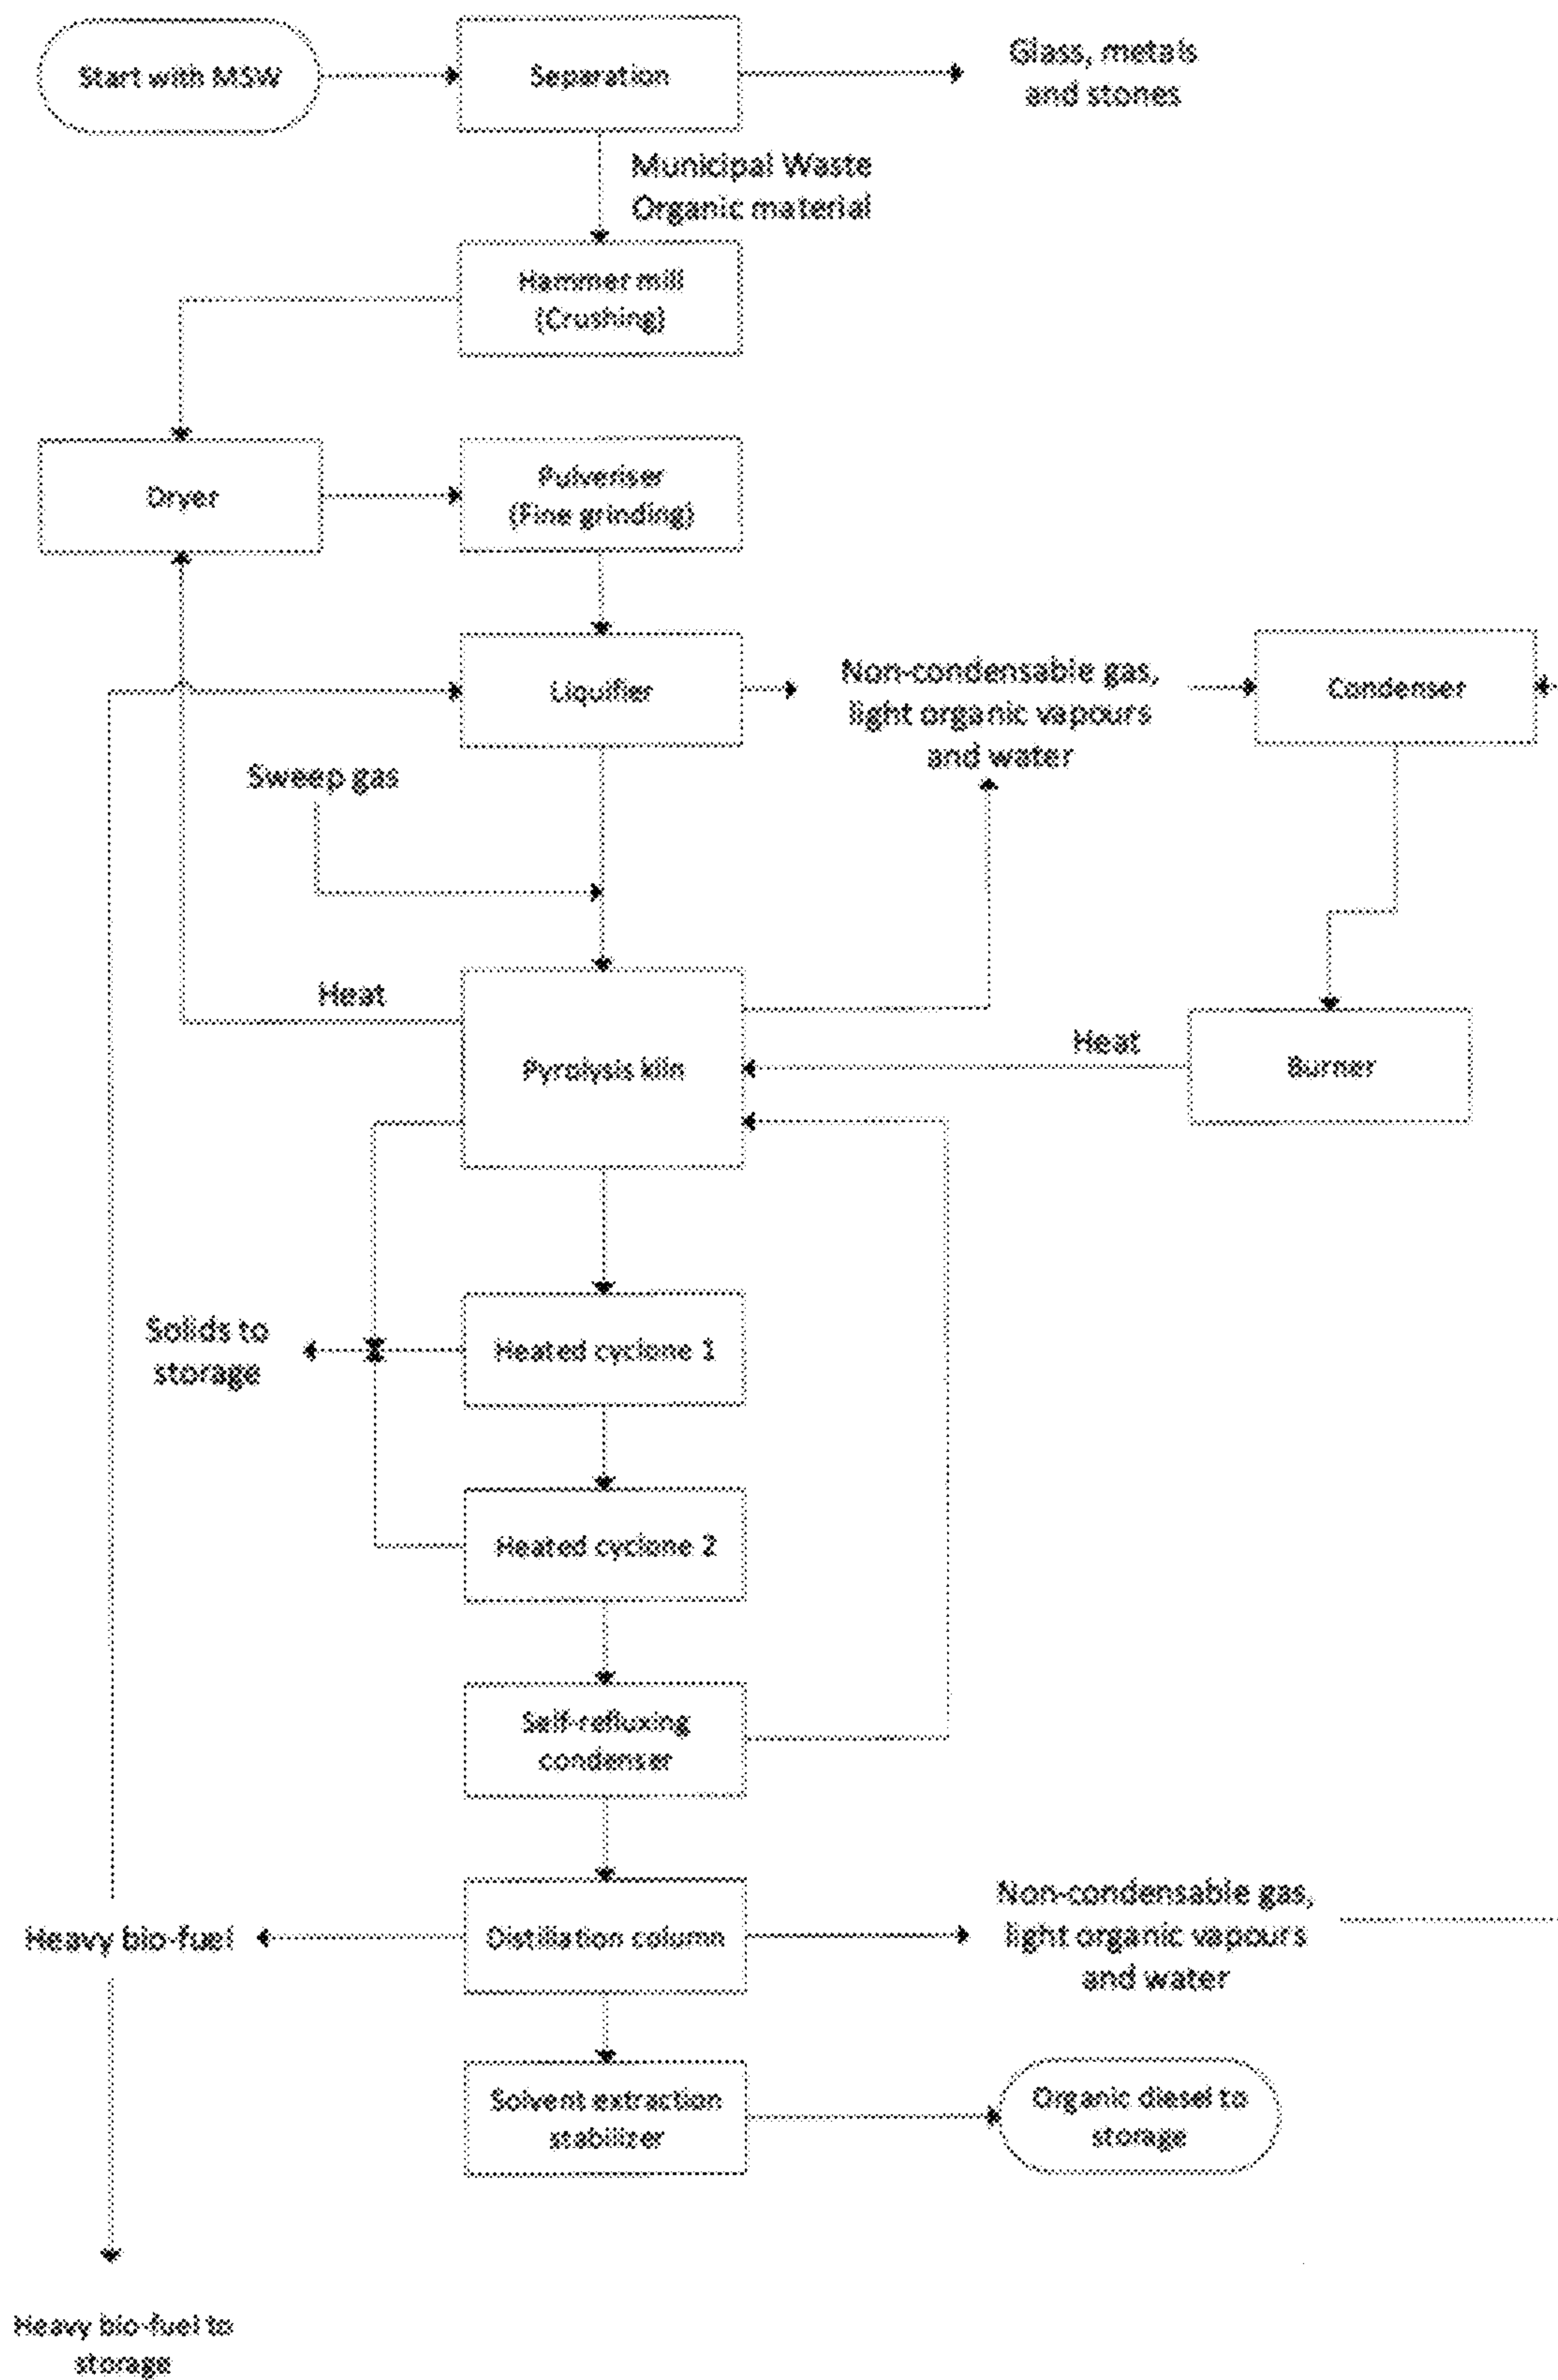 Start with MSW
Separation
Glass, metals
and stones
Municipal Waste
Organic material
Hammer mill
(Crushing)
Dryer
Pulveriser
(Fine grinding)
Liquifier
Non-condensable gas,
light organic vapours
and water
Condenser
Sweep gas
Heat
Pyrolysis kiln
Heat
Burner
Solids to
storage
Heated cyclone 1
Heated cyclone 2
Self-refluxing
condenser
Heavy bio-fuel
Distillation column
Non-condensable gas,
light organic vapours
and water
Solvent extraction
stabilizer
Organic diesel to
storage
Heavy bio-fuel to
storage